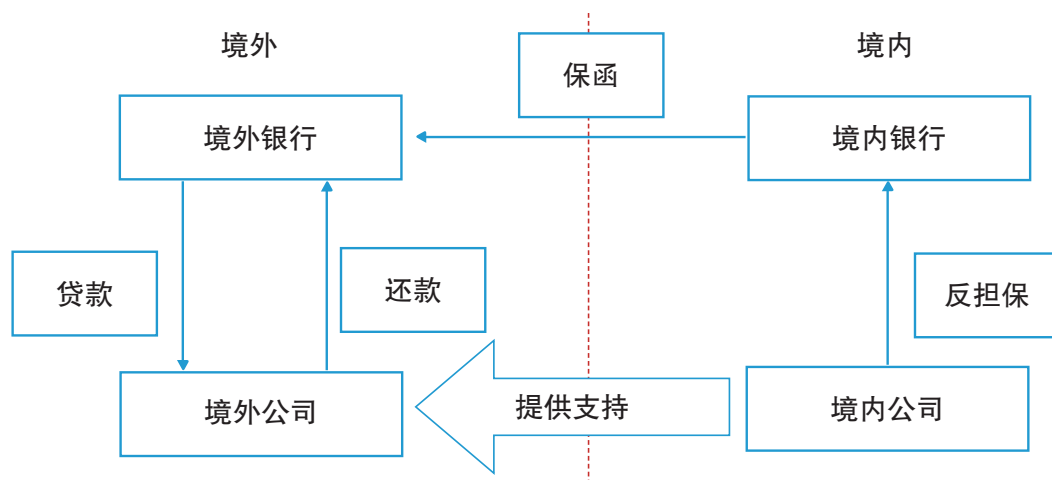 境外
保函
境内
境外银行
境内银行
贷款
还款
反担保
境外公司
提供支持
境内公司